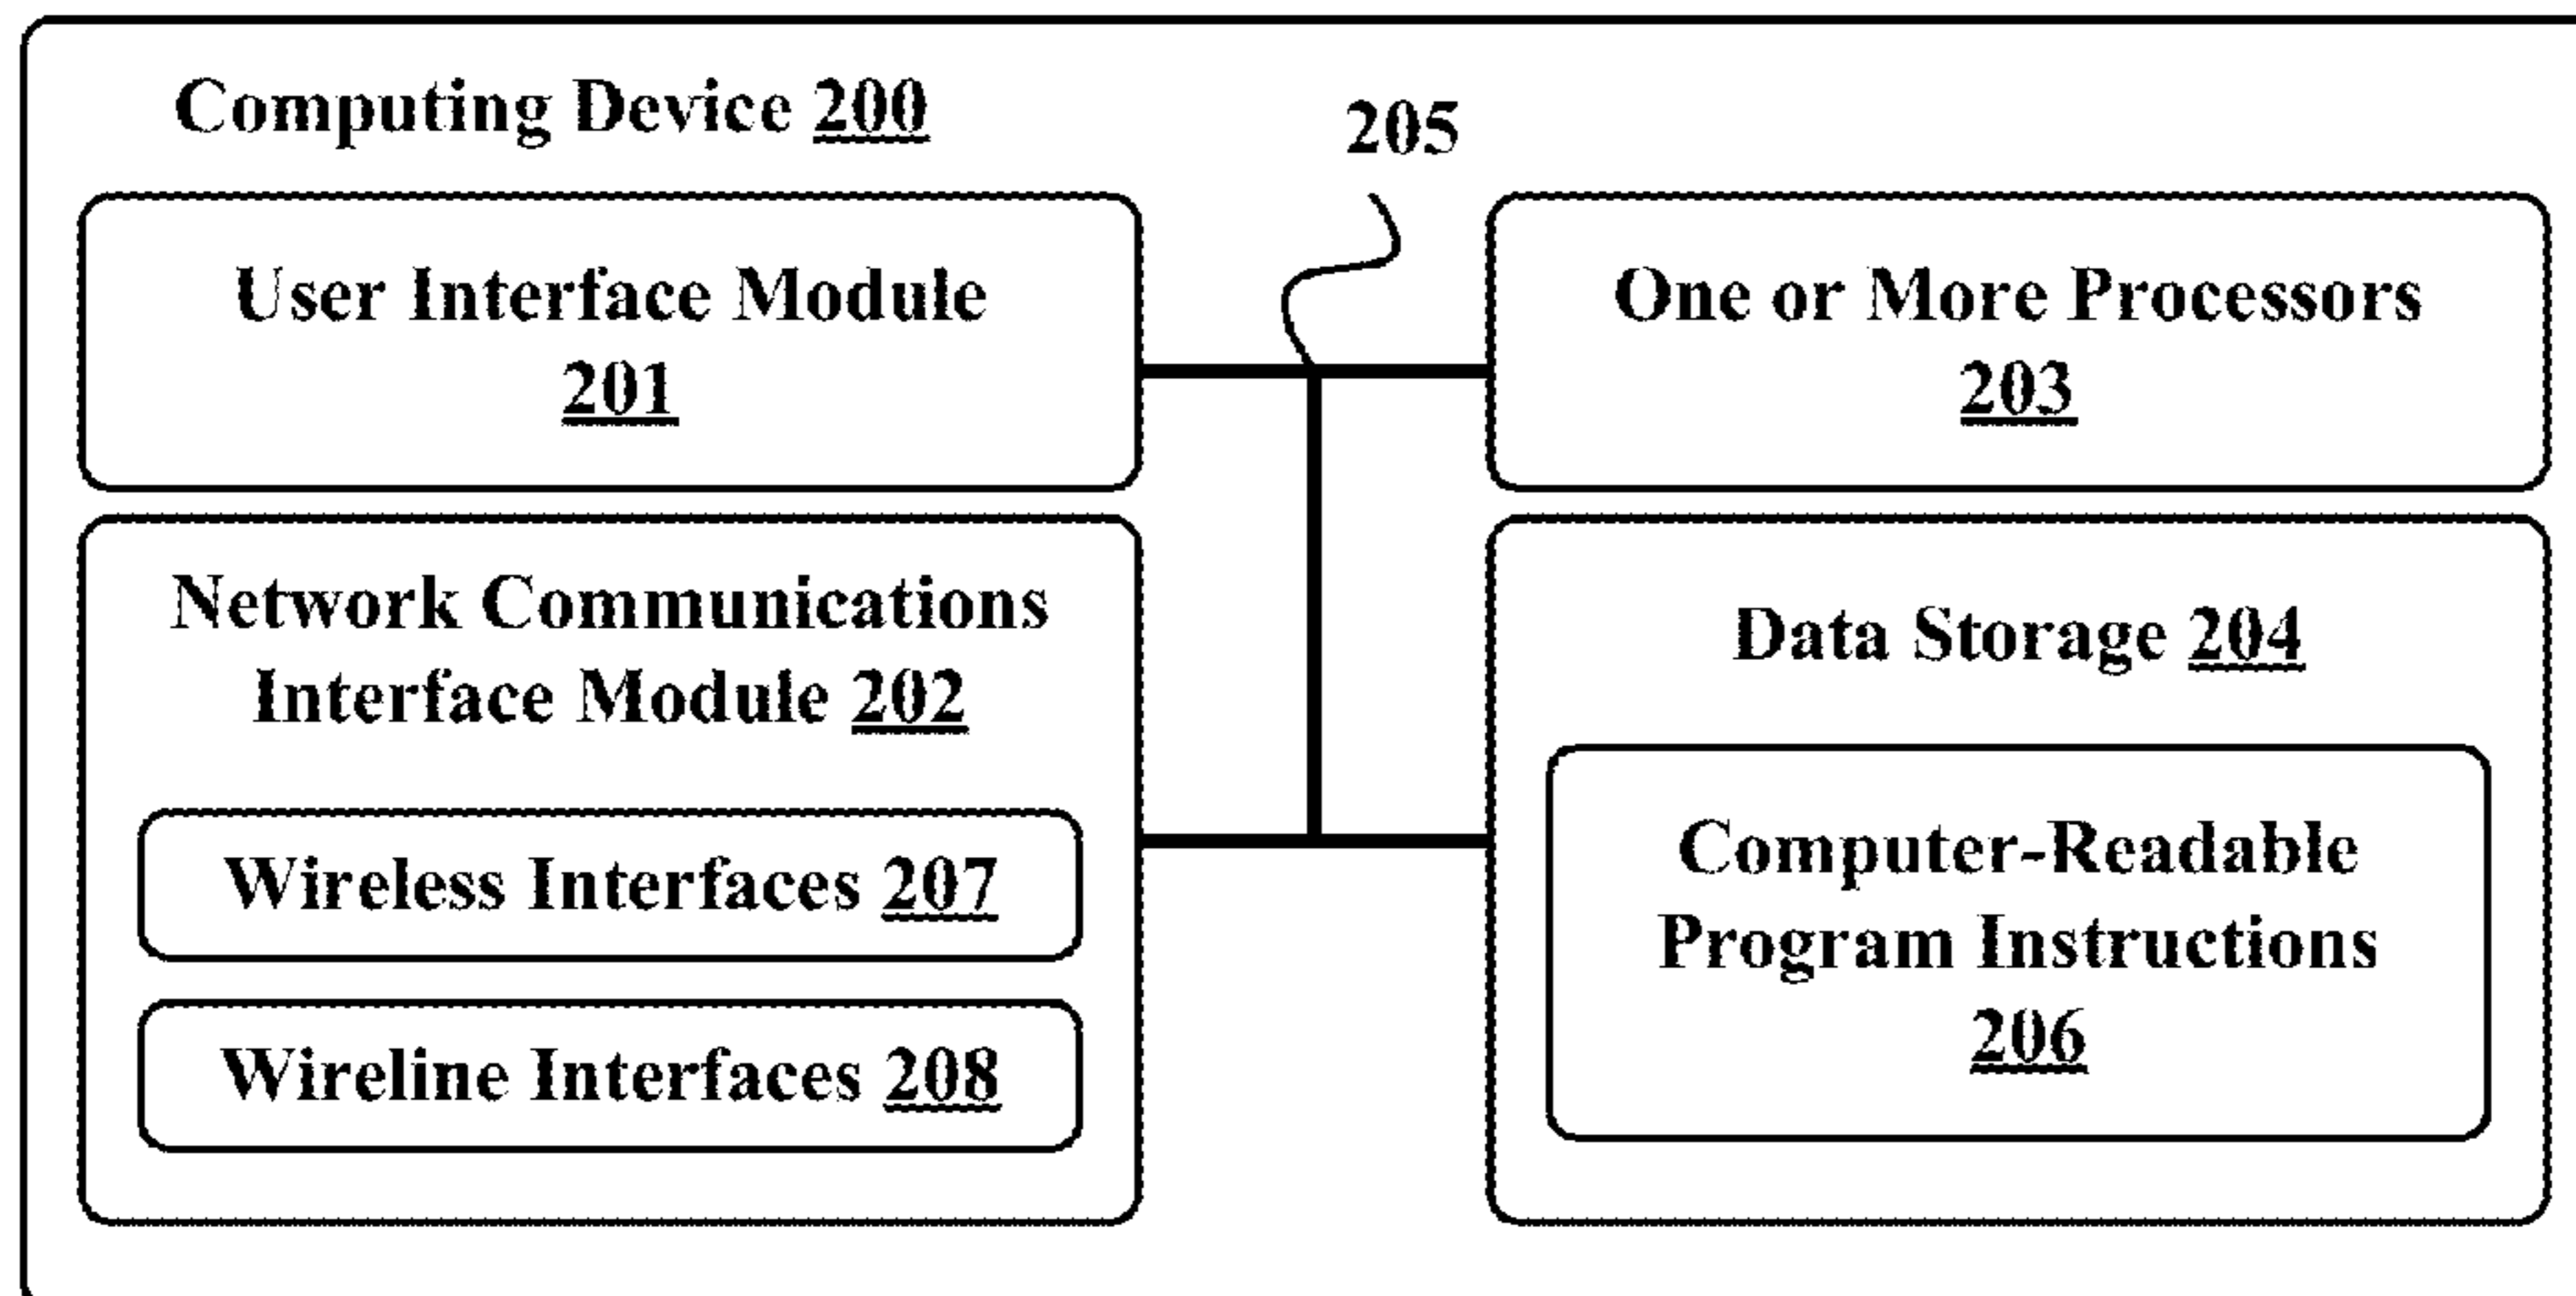 Computing Device 200
205
User Interface Module
201
One or More Processors
203
Network Communications
Interface Module 202
Wireless Interfaces 207
Wireline Interfaces 208
Data Storage 204
Computer-Readable
Program Instructions
206